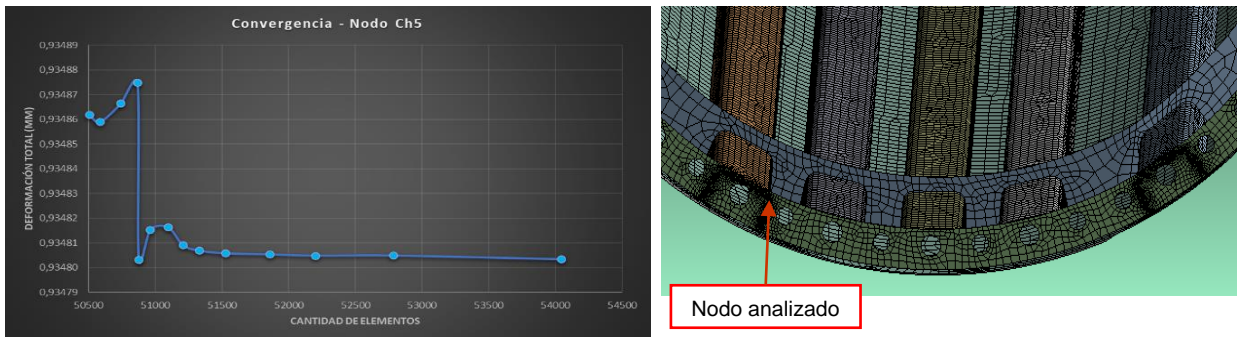 Convergencia - Nodo Ch5
0,93489
0,93488
0,93487
0,93486
0,93484
0,93483
0,93482
0,93481
0,93480
0,93479
DEFORMACIÓN TOTAL (MM)
50500 51000 51500 52000 52500 53000 53500 54000 54500
CANTIDAD DE ELEMENTOS
Nodo analizado